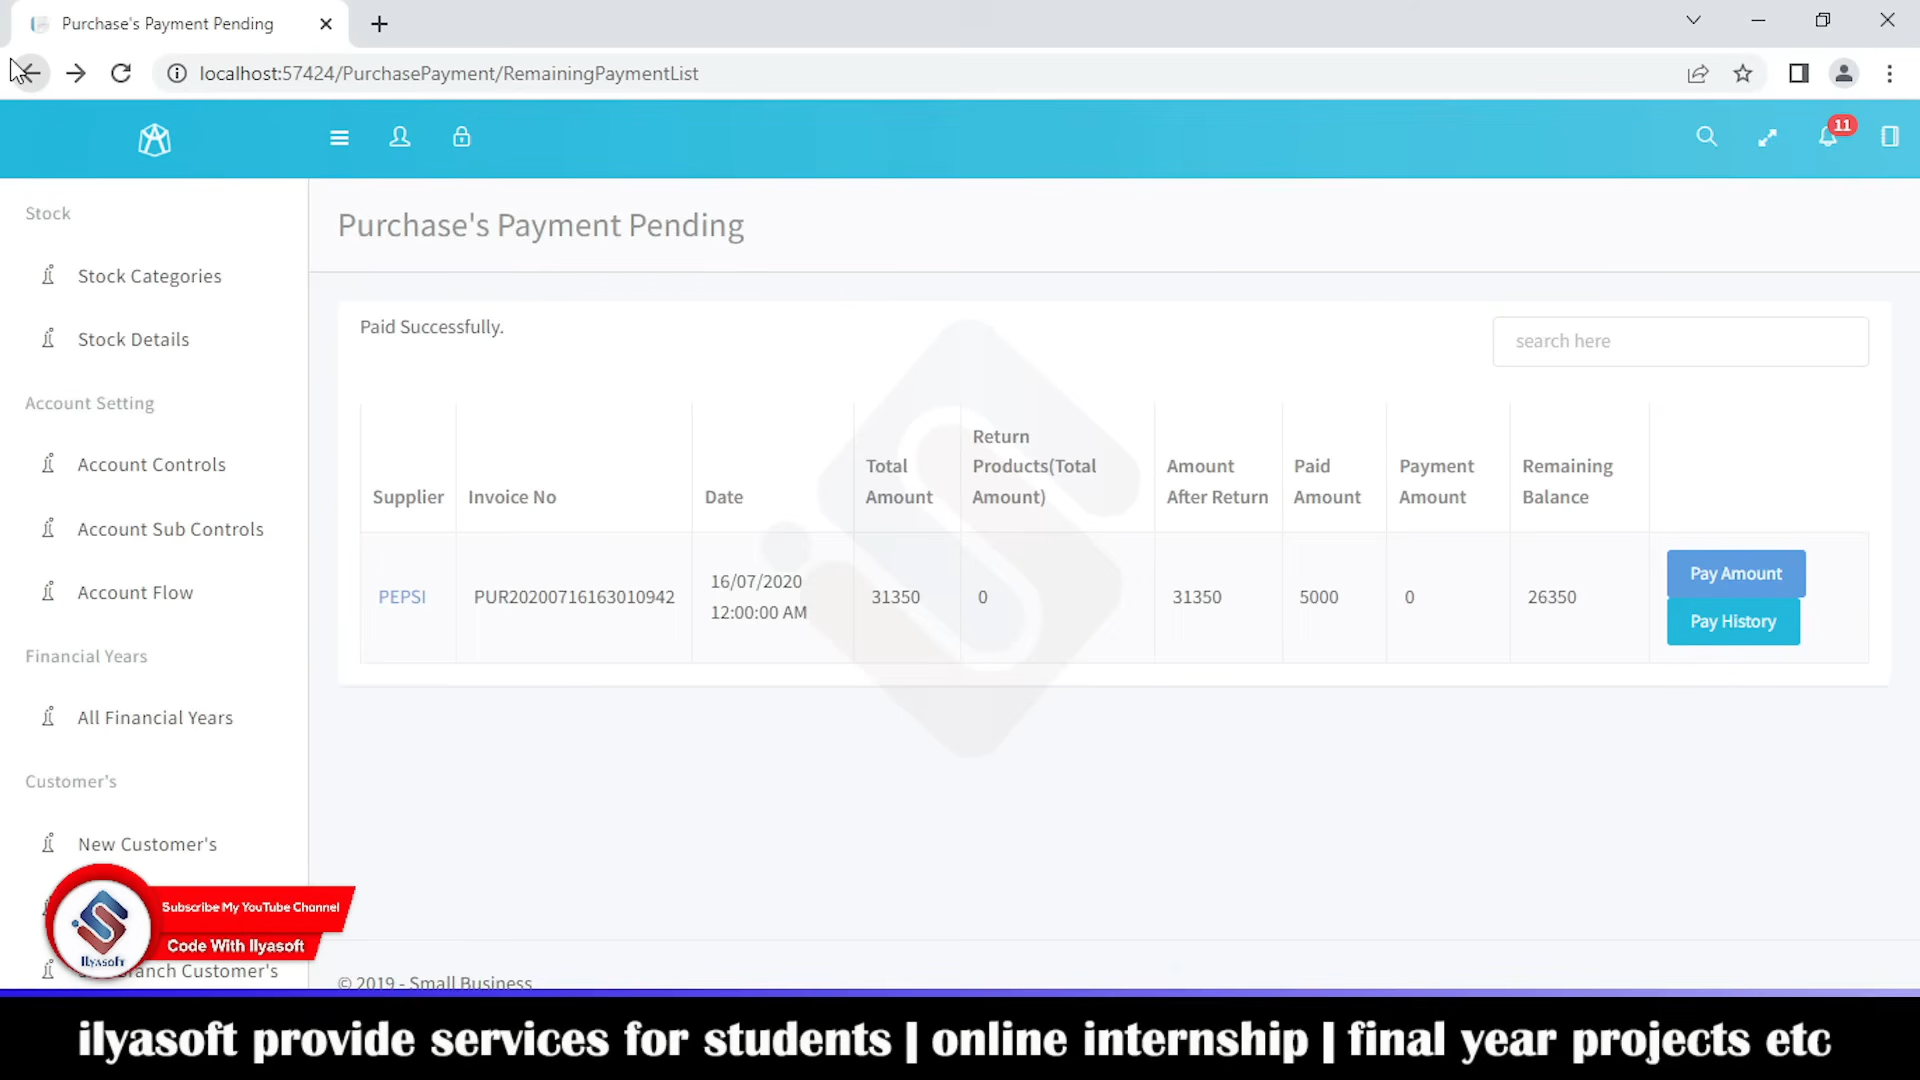 Purchase's Payment Pending
localhost:57424/PurchasePayment/RemainingPaymentList
11
Stock
Stock Categories
Stock Details
Account Setting
Account Controls
Account Sub Controls
Account Flow
Financial Years
All Financial Years
Customer's
New Customer's
ranch Customer's
Purchase's Payment Pending
Paid Successfully.
search here
Supplier
Invoice No
Date
Total
Amount
Return
Products(Total
Amount)
Amount
After Return
Paid
Amount
Payment
Amount
Remaining
Balance
PEPSI
PUR20200716163010942
16/07/2020
12:00:00 AM
31350
0
31350
5000
0
26350
Pay Amount
Pay History
© 2019 - Small Business
Subscribe My YouTube Channel
Code With Ilyasoft
Ilyasoft
ilyasoft provide services for students | online internship | final year projects etc